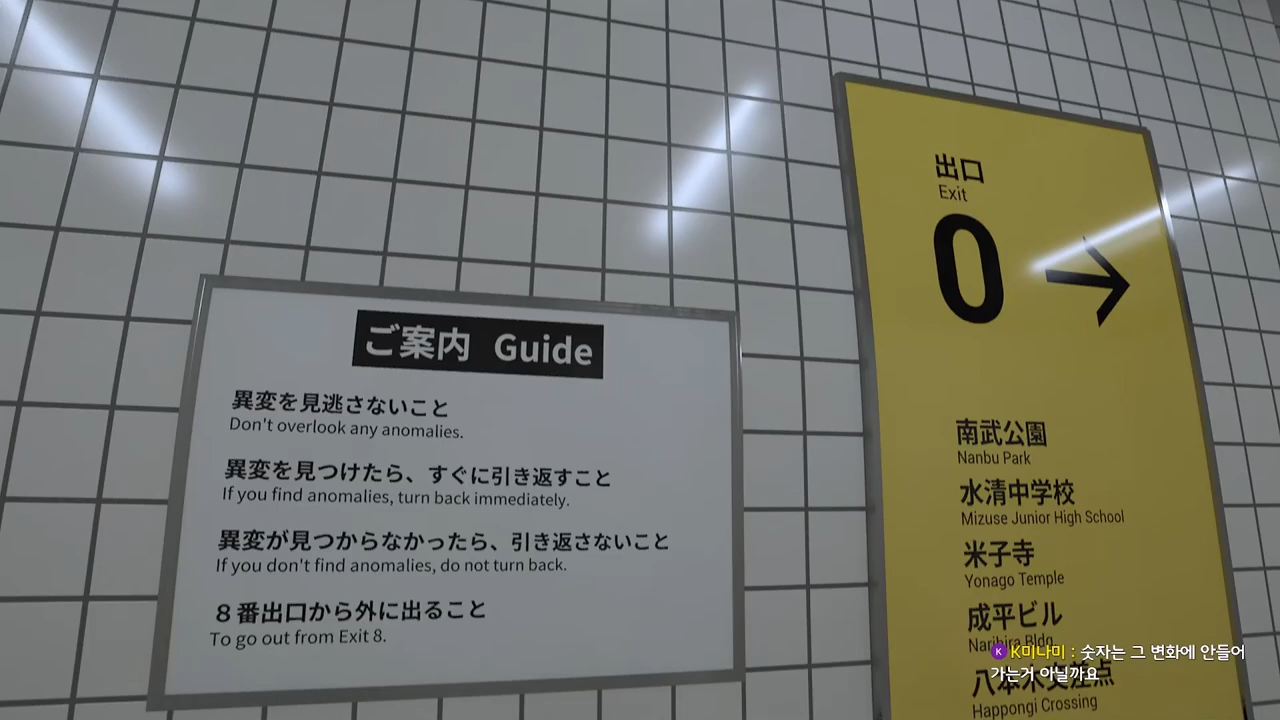 ご案内 Guide
異変を見逃さないこと
Don't overlook any anomalies.
異変を見つけたら、すぐに引き返すこと
If you find anomalies, turn back immediately.
異変が見つからなかったら、引き返さないこと
If you don't find anomalies, do not turn back.
8番出口から外に出ること
To go out from Exit 8.
出口
Exit
0 →
南武公園
Nanbu Park
水清中学校
Mizuse Junior High School
米子寺
Yonago Temple
成平ビル
Narihira Bldg.
八本木交差点
Happongi Crossing
K미나미 : 숫자는 그 변화에 안들어
가는거 아닐까요